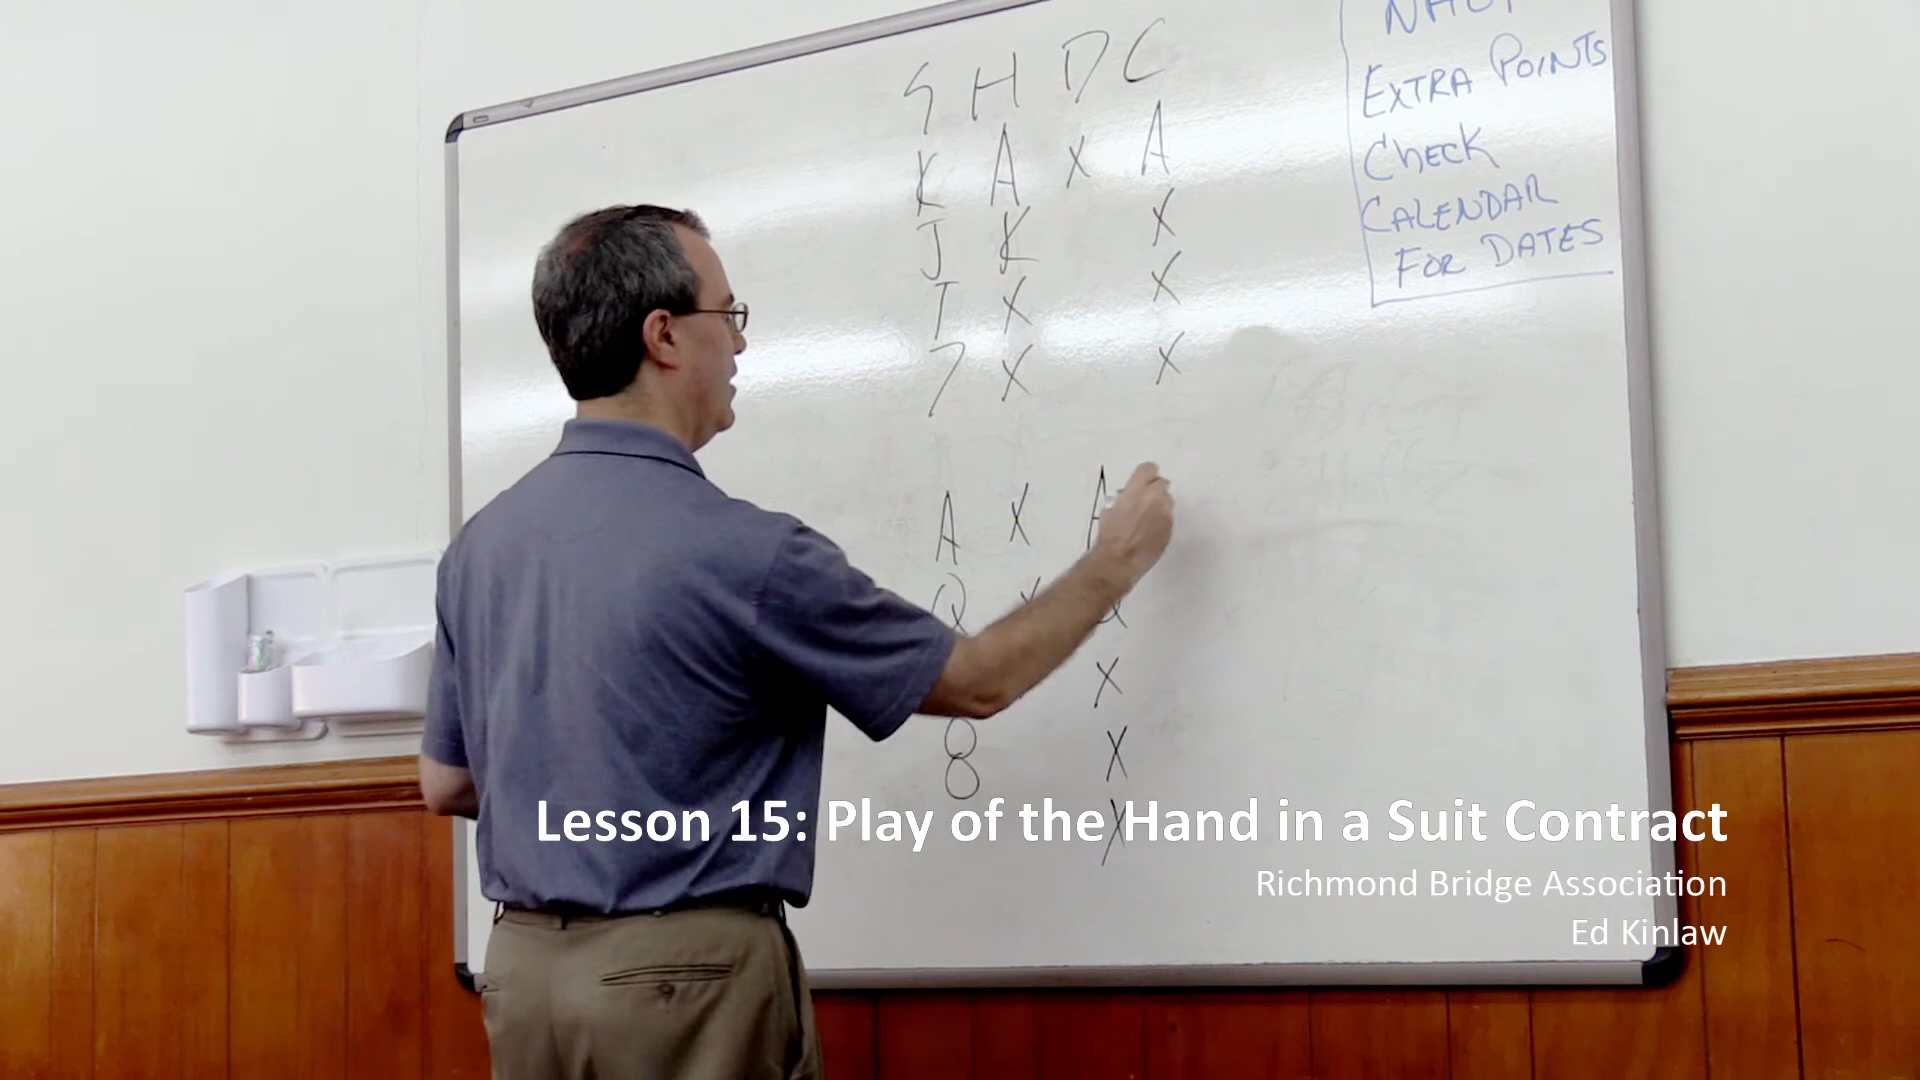 S H D C
K A X A
J K X
T X X
7 X X
A X A
Q X Q
X
8 X
X
EXTRA POINTS
CHECK
CALENDAR
FOR DATES
Lesson 15: Play of the Hand in a Suit Contract
Richmond Bridge Association
Ed Kinlaw